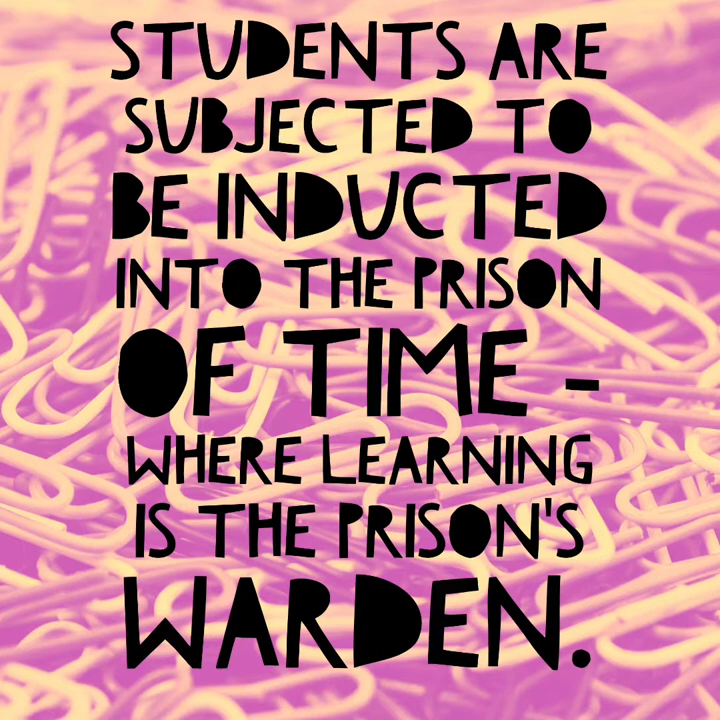 STUDENTS ARE
SUBJECTED TO
BE INDUCTED
INTO THE PRISON
OF TIME -
WHERE LEARNING
IS THE PRISON'S
WARDEN.